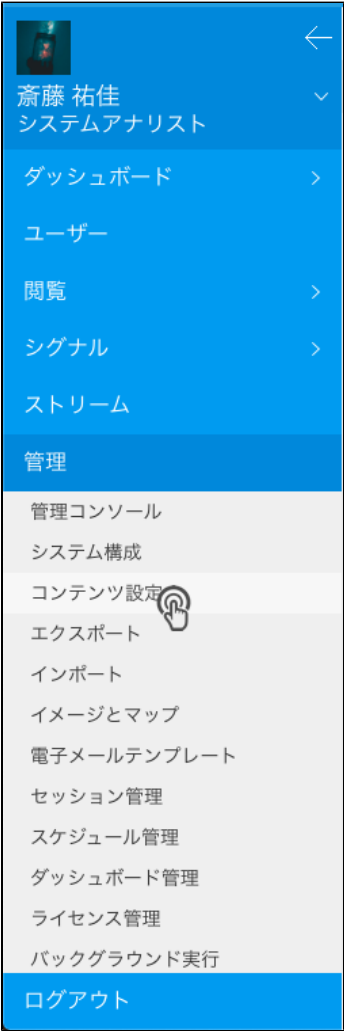 斎藤 祐佳
システムアナリスト
ダッシュボード
ユーザー
閲覧
シグナル
ストリーム
管理
管理コンソール
システム構成
コンテンツ設定
エクスポート
インポート
イメージとマップ
電子メールテンプレート
セッション管理
スケジュール管理
ダッシュボード管理
ライセンス管理
バックグラウンド実行
ログアウト